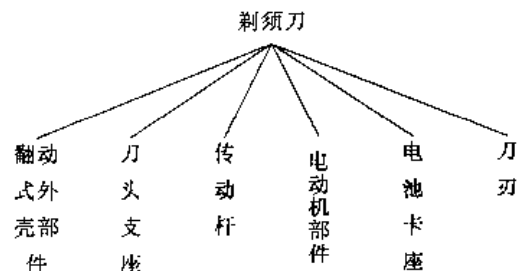 剃须刀
翻动式外壳部件
刀头支座
传动杆
电动机部件
电池卡座
刀刃